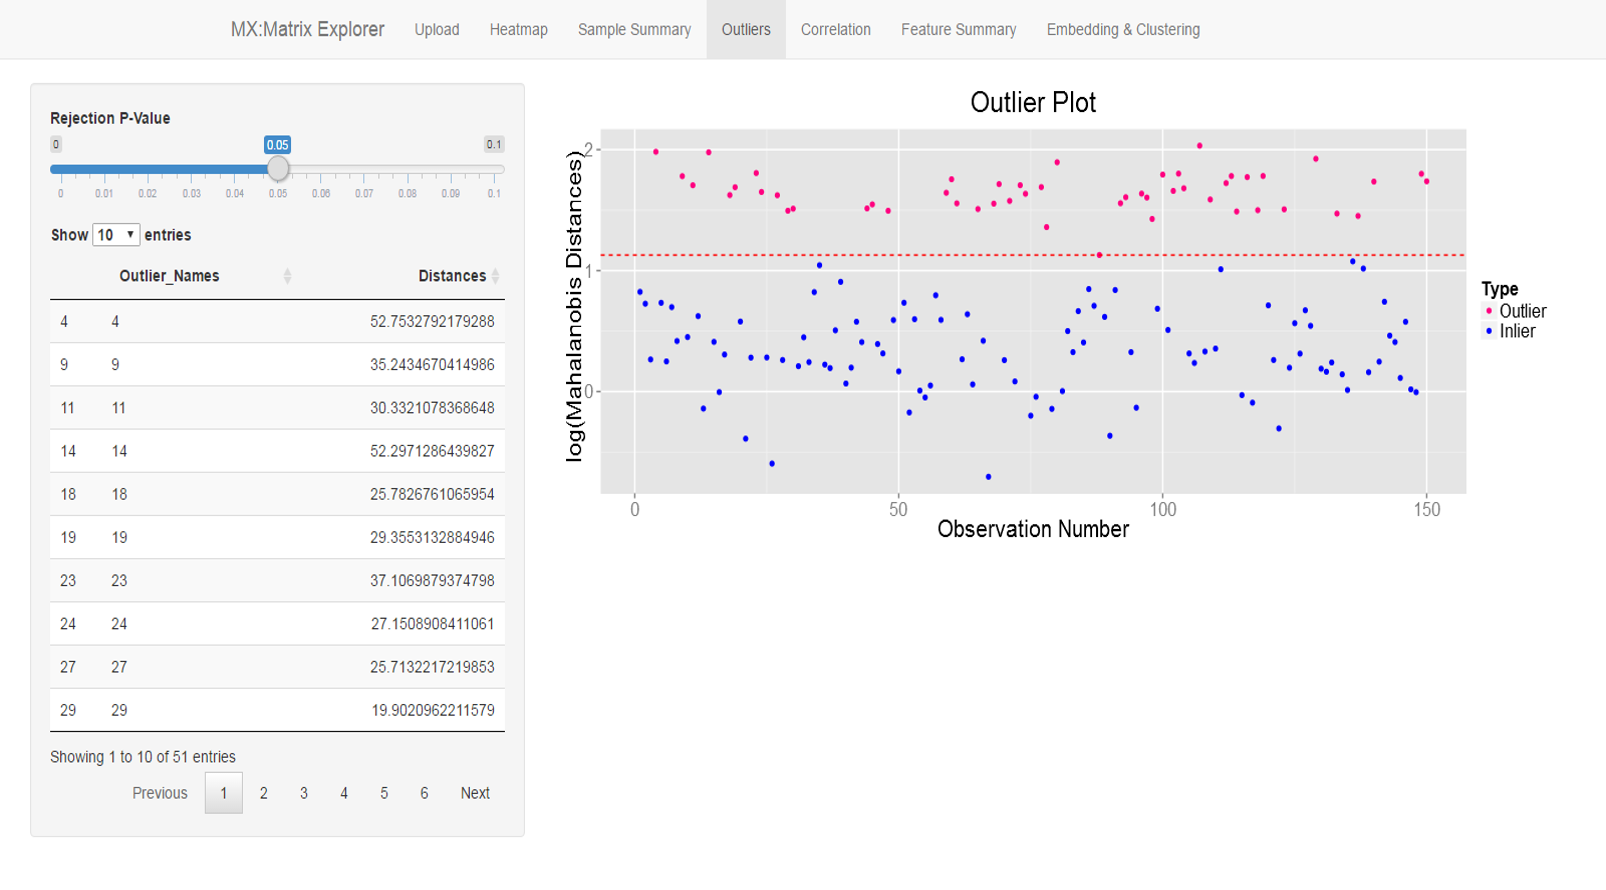 MX:Matrix Explorer Upload Heatmap Sample Summary Outliers Correlation Feature Summary Embedding & Clustering
Rejection P-Value
0 0.05 0.1
0 0.01 0.02 0.03 0.04 0.05 0.06 0.07 0.08 0.09 0.1
Show 10 entries
Outlier_Names Distances
4 4 52.7532792179288
9 9 35.2434670414986
11 11 30.3321078368648
14 14 52.2971286439827
18 18 25.7826761065954
19 19 29.3553132884946
23 23 37.1069879374798
24 24 27.1508908411061
27 27 25.7132217219853
29 29 19.9020962211579
Showing 1 to 10 of 51 entries
Previous 1 2 3 4 5 6 Next
Outlier Plot
log(Mahalanobis Distances)
2
1
0
0 50 100 150
Observation Number
Type
Outlier
Inlier